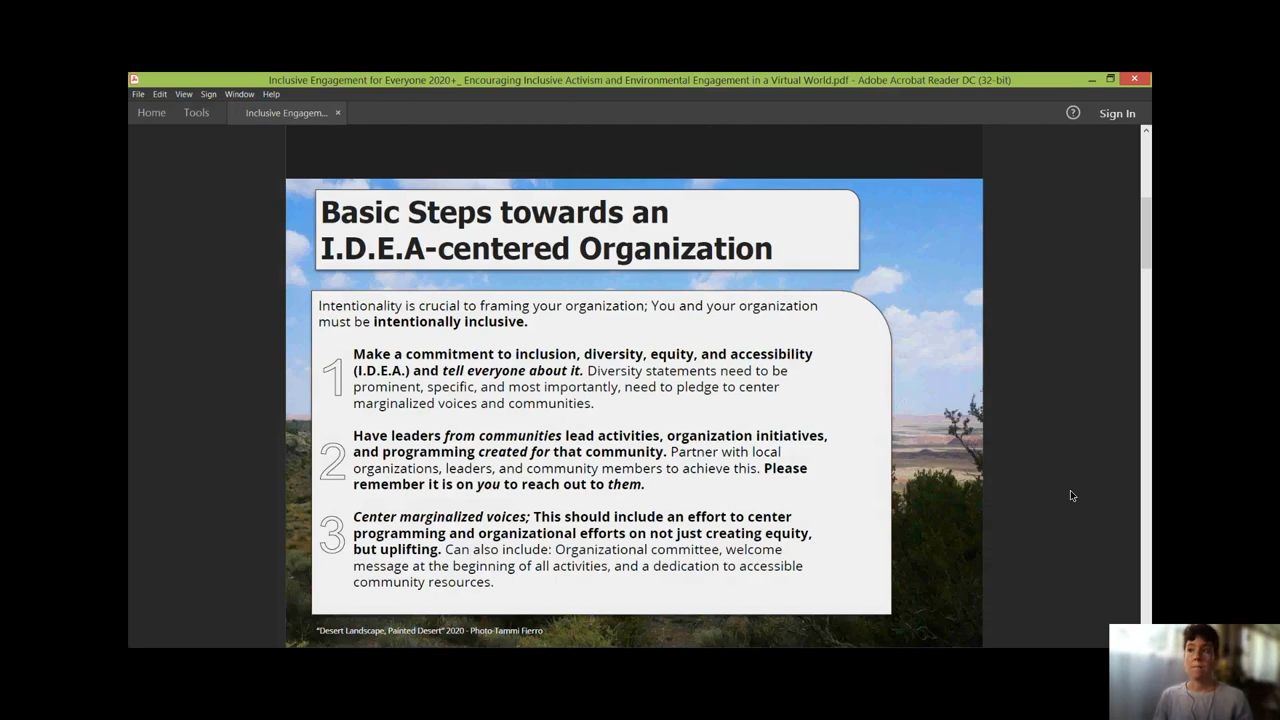 Inclusive Engagement for Everyone 2020+_ Encouraging Inclusive Activism and Environmental Engagement in a Virtual World.pdf - Adobe Acrobat Reader DC (32-bit)
File Edit View Sign Window Help
Home Tools Inclusive Engagem... × ? Sign In
Basic Steps towards an
I.D.E.A-centered Organization
Intentionality is crucial to framing your organization; You and your organization
must be intentionally inclusive.
1
Make a commitment to inclusion, diversity, equity, and accessibility
(I.D.E.A.) and tell everyone about it. Diversity statements need to be
prominent, specific, and most importantly, need to pledge to center
marginalized voices and communities.
2
Have leaders from communities lead activities, organization initiatives,
and programming created for that community. Partner with local
organizations, leaders, and community members to achieve this. Please
remember it is on you to reach out to them.
3
Center marginalized voices; This should include an effort to center
programming and organizational efforts on not just creating equity,
but uplifting. Can also include: Organizational committee, welcome
message at the beginning of all activities, and a dedication to accessible
community resources.
"Desert Landscape, Painted Desert" 2020 - Photo-Tammi Fierro